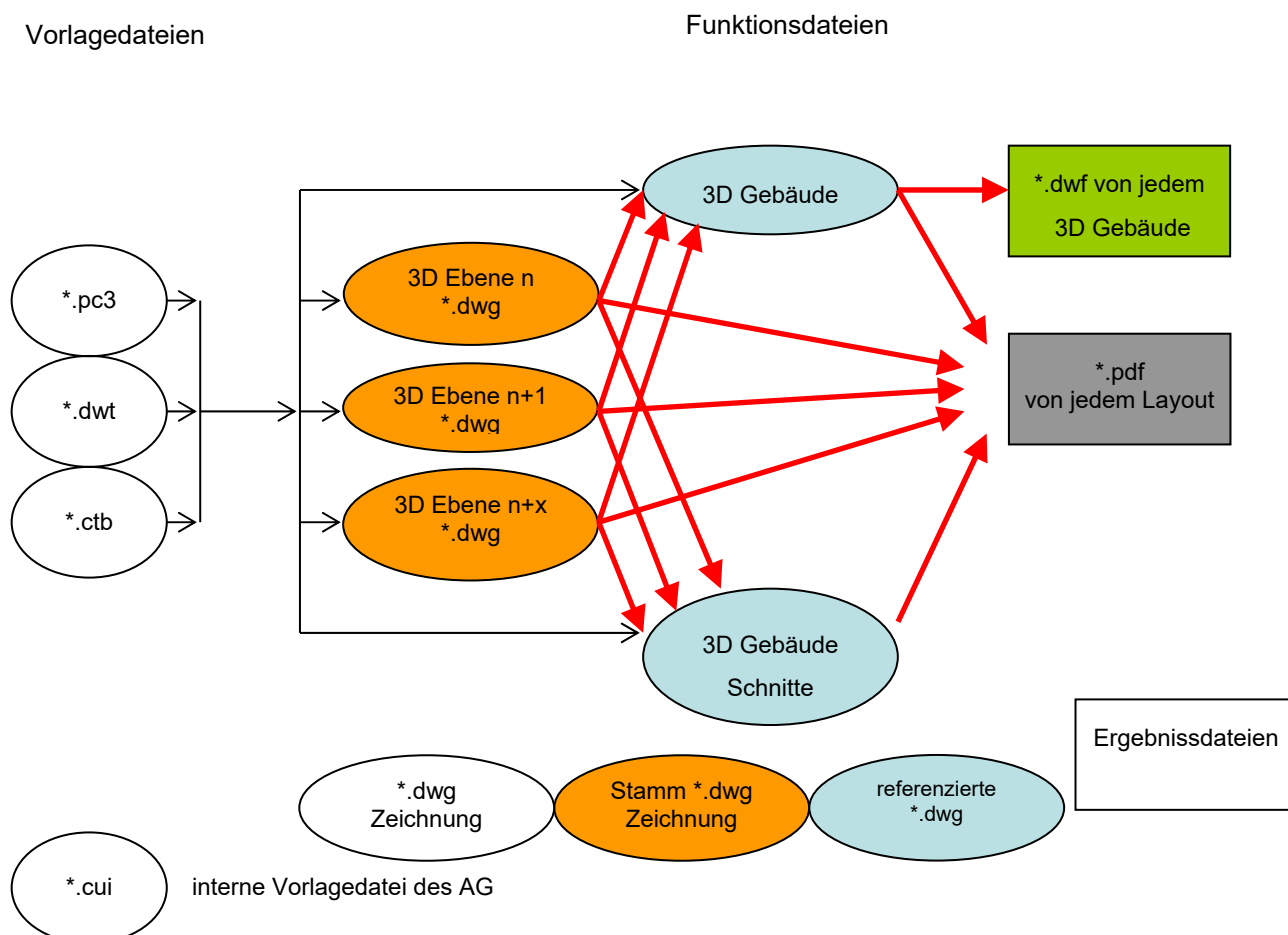 Vorlagedateien
Funktionsdateien
3D Gebäude
*.dwf von jedem
3D Gebäude
*.pc3
3D Ebene n
*.dwg
*.dwt
3D Ebene n+1
*.dwg
*.pdf
von jedem Layout
*.ctb
3D Ebene n+x
*.dwg
3D Gebäude
Schnitte
Ergebnissdateien
*.dwg
Zeichnung
Stamm *.dwg
Zeichnung
referenzierte
*.dwg
*.cui
interne Vorlagedatei des AG